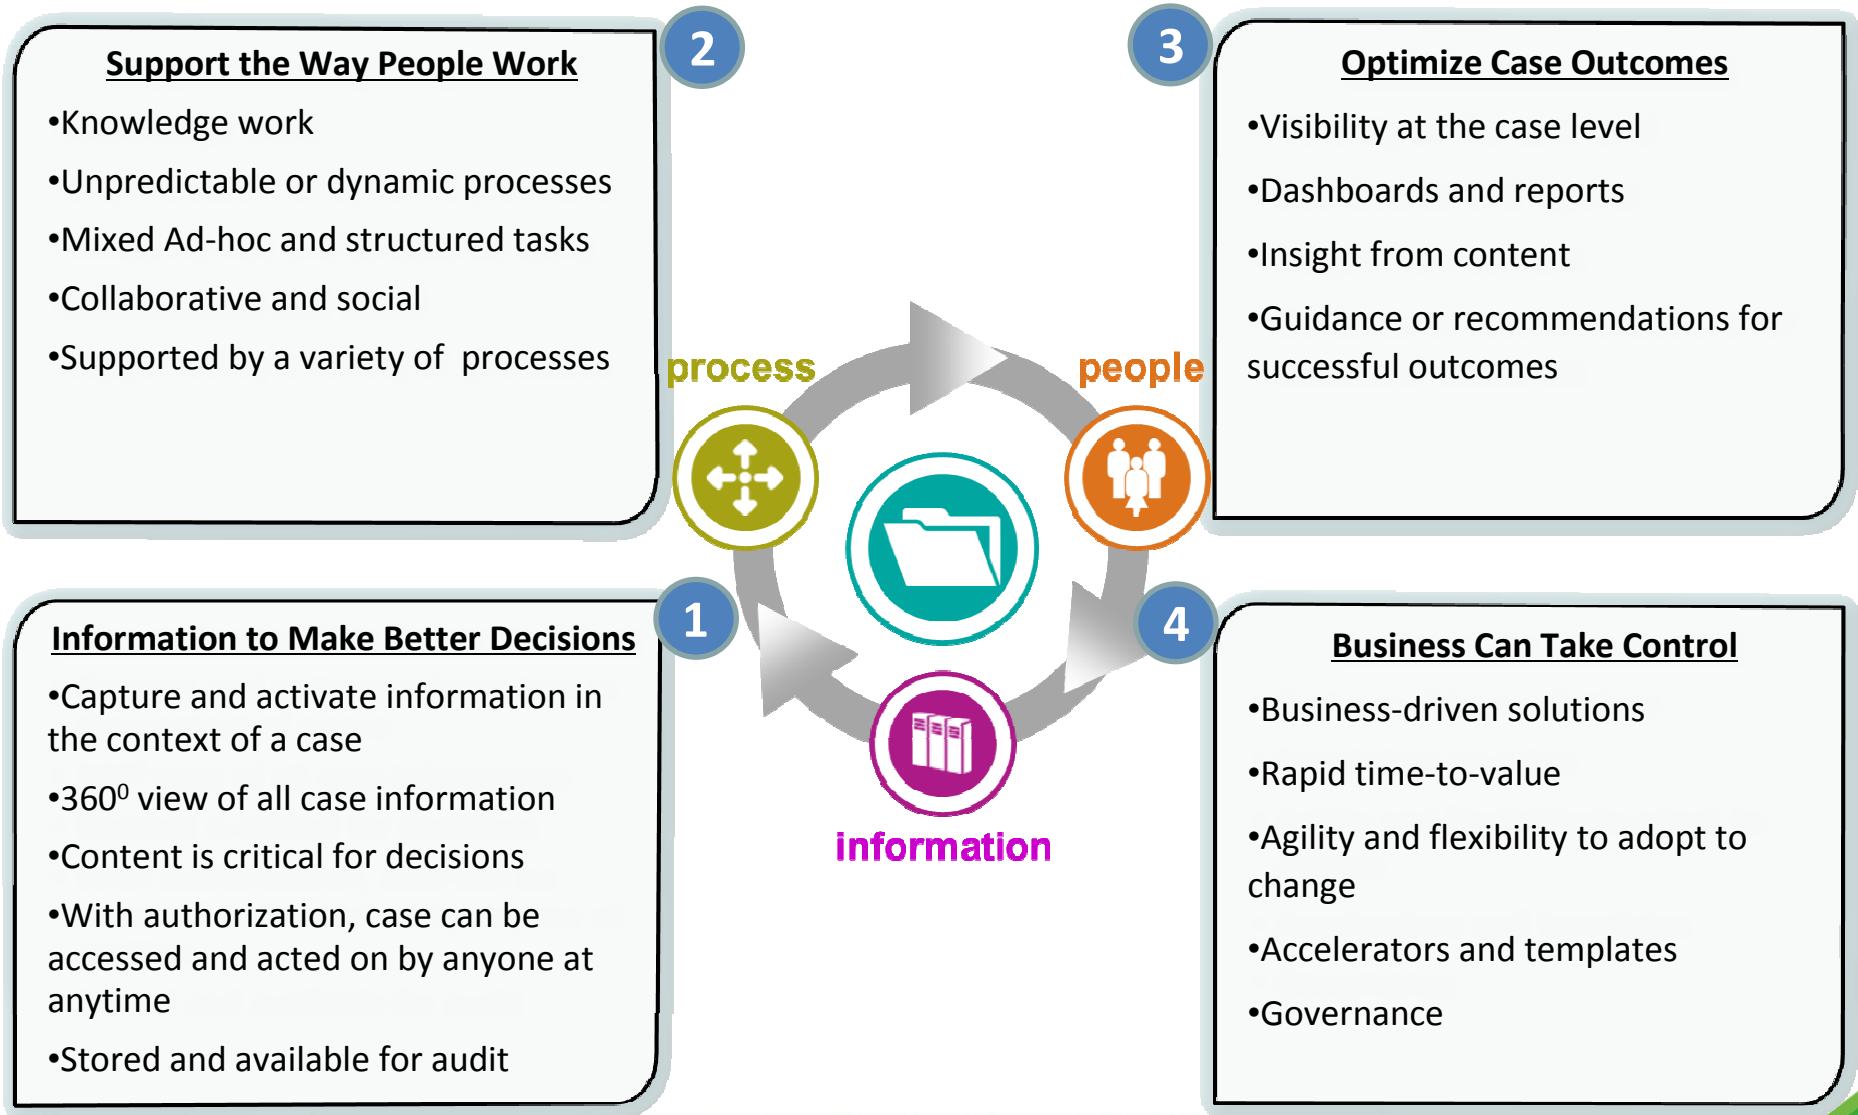 2
Support the Way People Work
•Knowledge work
•Unpredictable or dynamic processes
•Mixed Ad-hoc and structured tasks
•Collaborative and social
•Supported by a variety of  processes
3
Optimize Case Outcomes
•Visibility at the case level
•Dashboards and reports
•Insight from content
•Guidance or recommendations for
successful outcomes
process
people
information
1
Information to Make Better Decisions
•Capture and activate information in
the context of a case
•360⁰ view of all case information
•Content is critical for decisions
•With authorization, case can be
accessed and acted on by anyone at
anytime
•Stored and available for audit
4
Business Can Take Control
•Business-driven solutions
•Rapid time-to-value
•Agility and flexibility to adopt to
change
•Accelerators and templates
•Governance